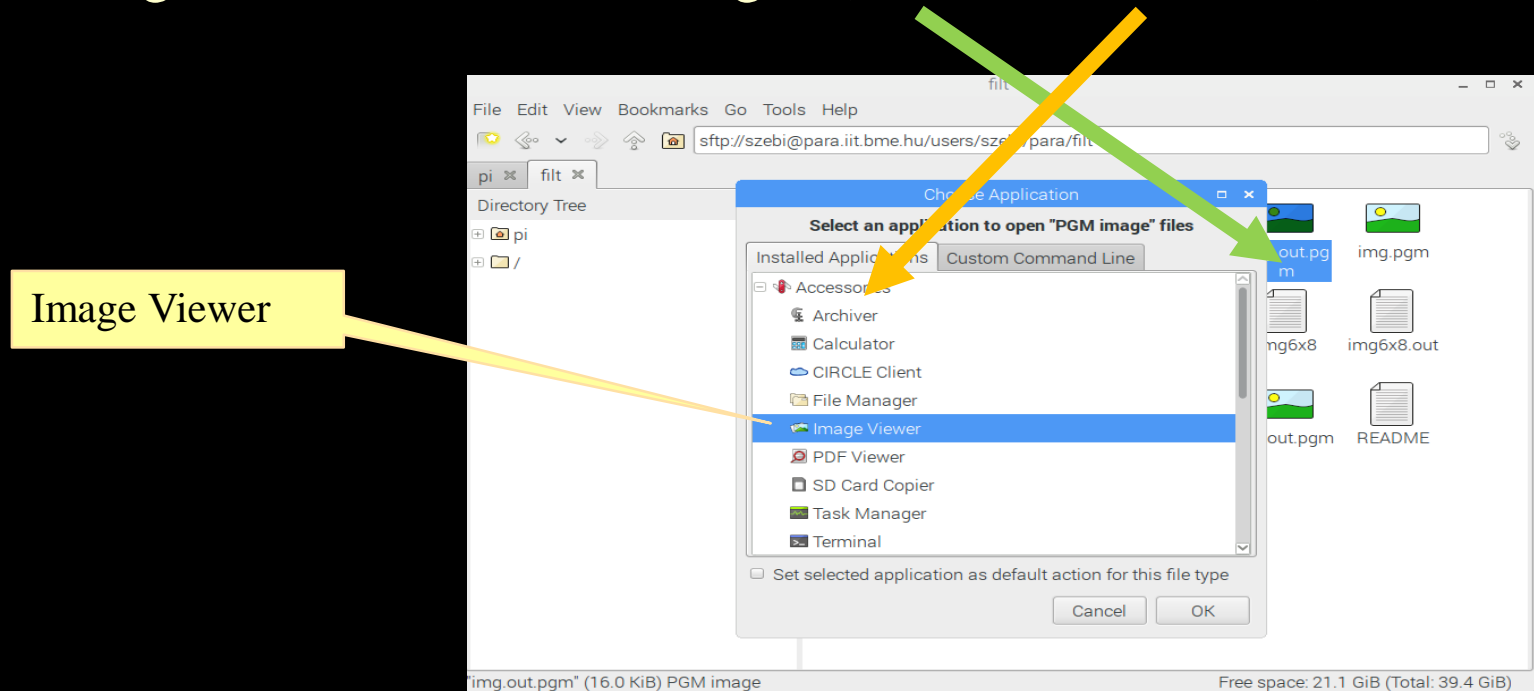 filt
File Edit View Bookmarks Go Tools Help
sftp://szebi@para.iit.bme.hu/users/szebi/para/filt
pi filt
Directory Tree
pi
/
Image Viewer
Choose Application
Select an application to open "PGM image" files
Installed Applications Custom Command Line
Accessories
Archiver
Calculator
CIRCLE Client
File Manager
Image Viewer
PDF Viewer
SD Card Copier
Task Manager
Terminal
Set selected application as default action for this file type
Cancel OK
out.pg img.pgm
m
mg6x8 img6x8.out
out.pgm README
"img.out.pgm" (16.0 KiB) PGM image Free space: 21.1 GiB (Total: 39.4 GiB)